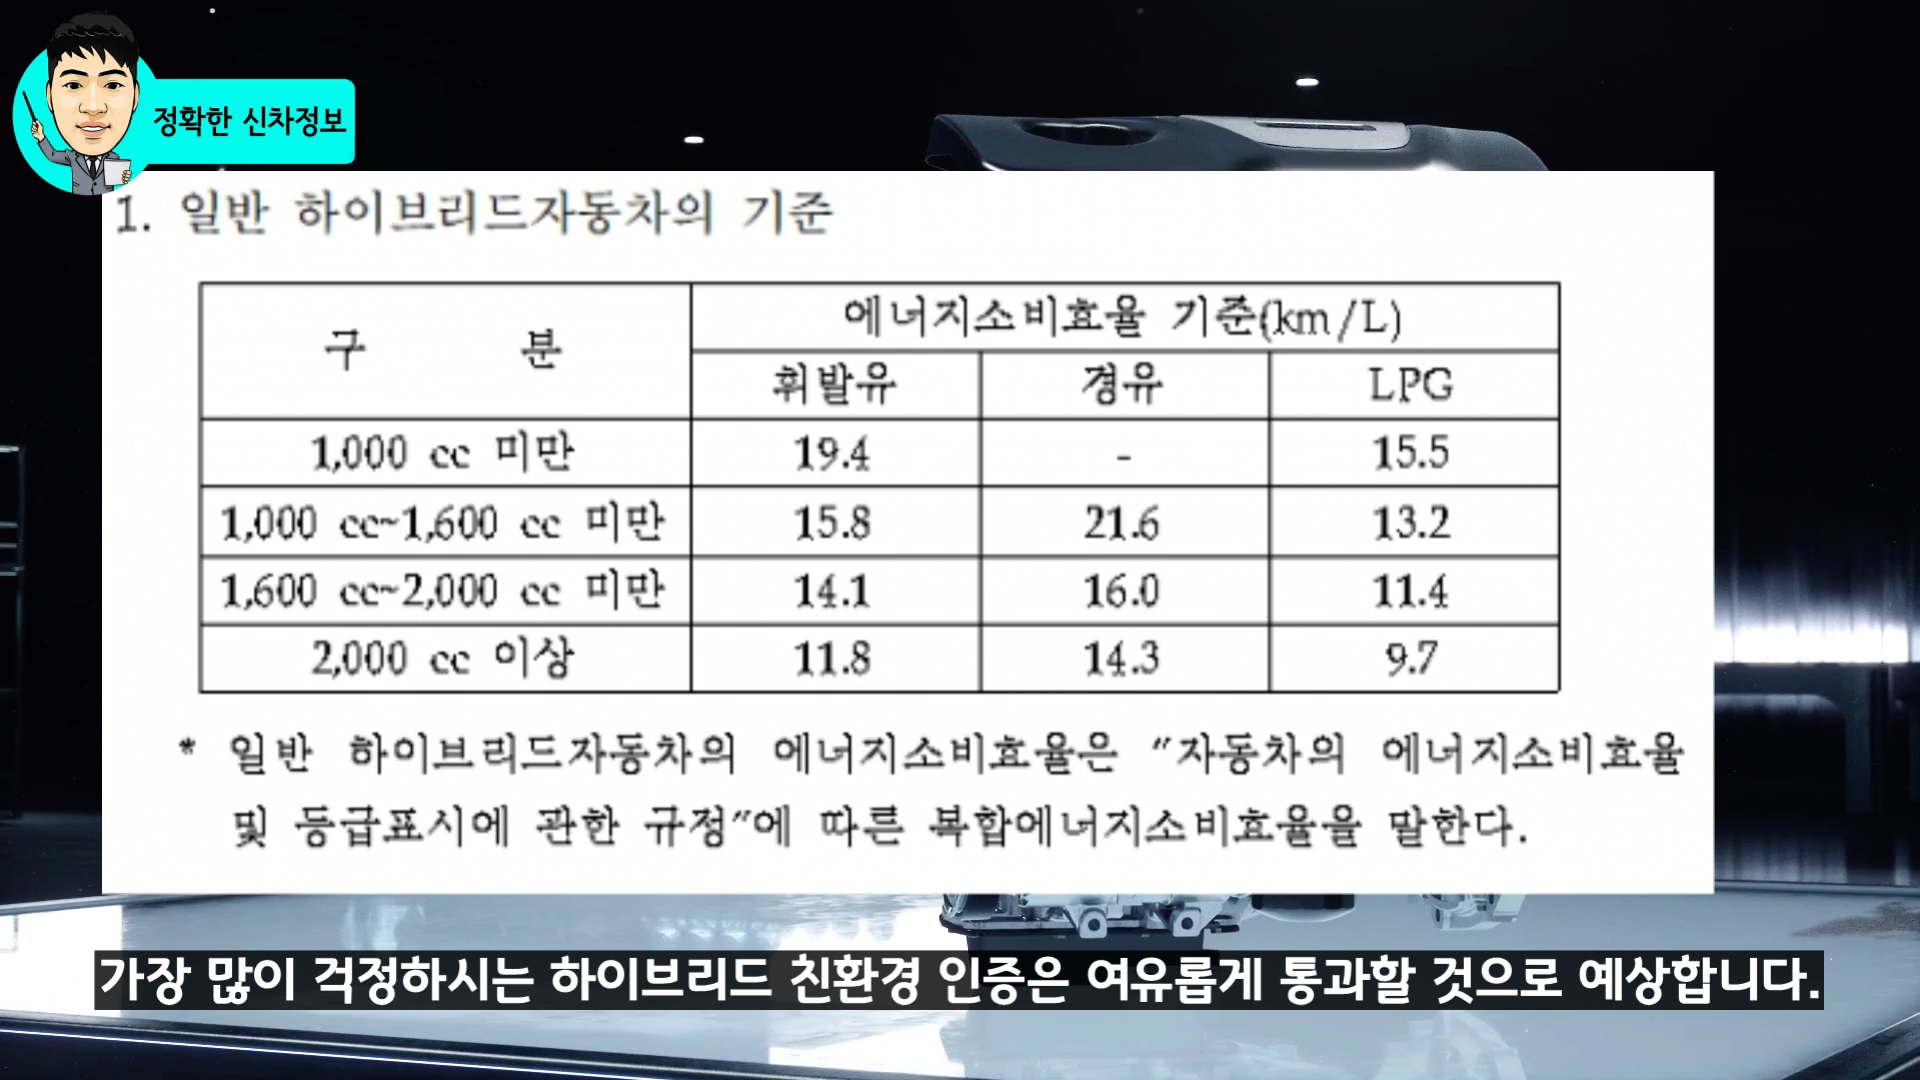 정확한 신차정보
1. 일반 하이브리드자동차의 기준
구 분
에너지소비효율 기준(km/L)
휘발유 경유 LPG
1,000 cc 미만 19.4 - 15.5
1,000 cc~1,600 cc 미만 15.8 21.6 13.2
1,600 cc~2,000 cc 미만 14.1 16.0 11.4
2,000 cc 이상 11.8 14.3 9.7
* 일반 하이브리드자동차의 에너지소비효율은 "자동차의 에너지소비효율
및 등급표시에 관한 규정"에 따른 복합에너지소비효율을 말한다.
가장 많이 걱정하시는 하이브리드 친환경 인증은 여유롭게 통과할 것으로 예상합니다.